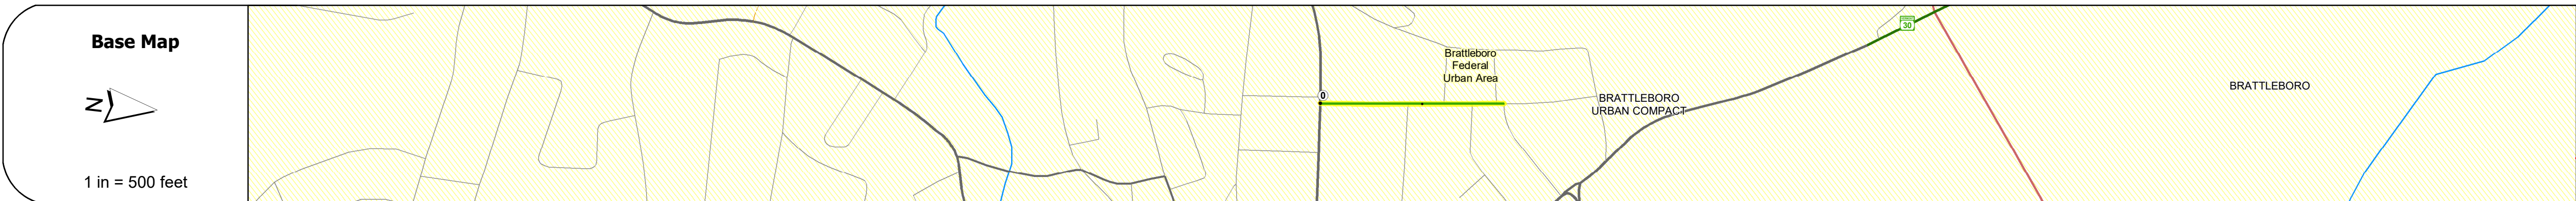 Base Map
N
1 in = 500 feet
30
0
Brattleboro
Federal
Urban Area
BRATTLEBORO
URBAN COMPACT
BRATTLEBORO